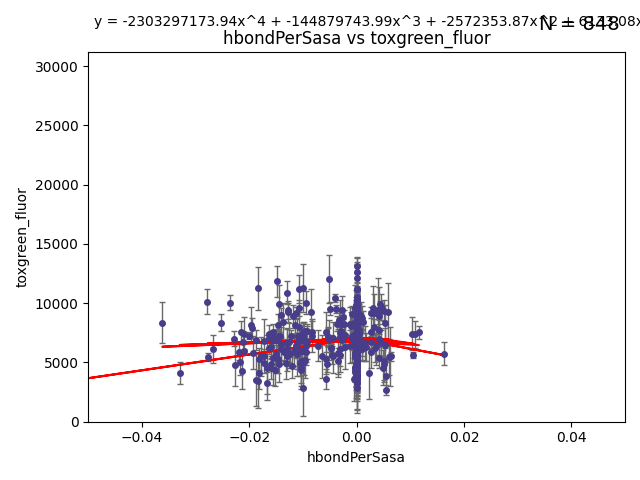 y = -2303297173.94x^4 + -144879743.99x^3 + -2572353.87x^2 +
N = 848
hbondPerSasa vs toxgreen_fluor
30000
25000
20000
15000
10000
5000
0
toxgreen_fluor
-0.04
-0.02
0.00
0.02
0.04
hbondPerSasa